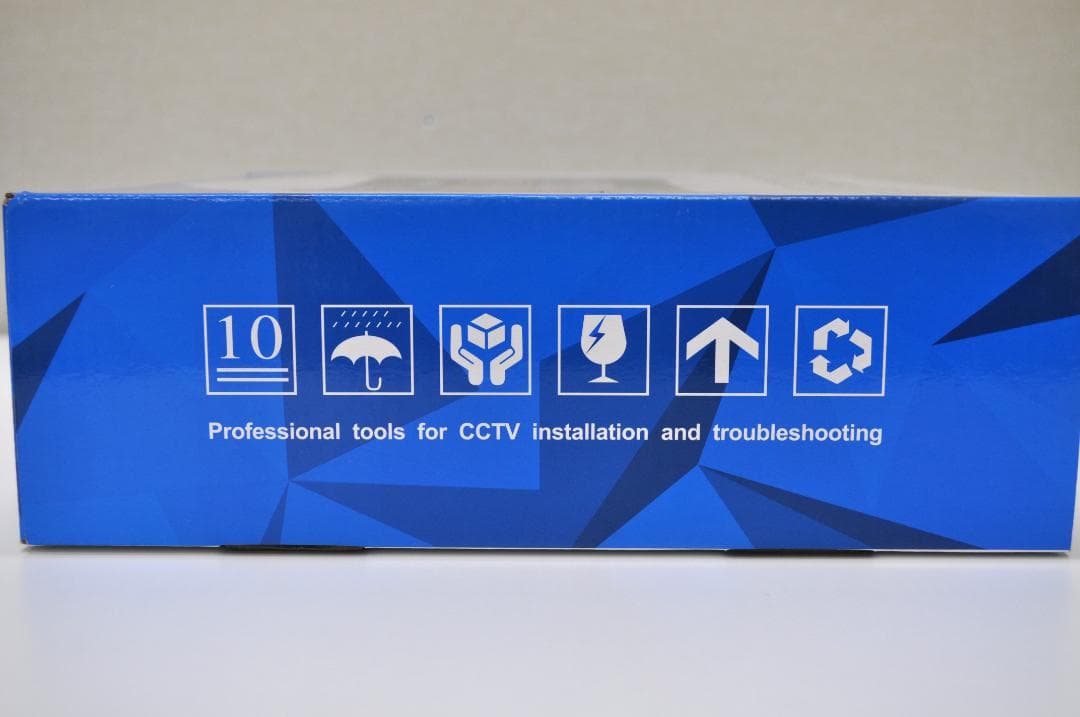 10
Professional tools for CCTV installation and troubleshooting